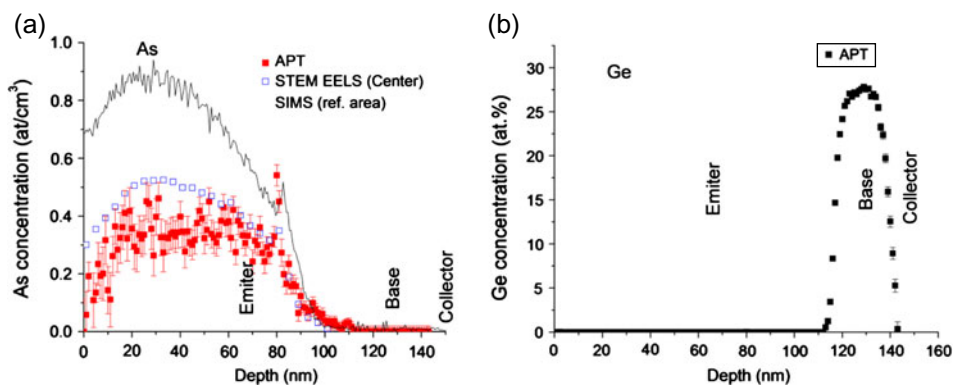 (a)
As
APT
STEM EELS (Center)
SIMS (ref. area)
As concentration (at/cm³)
1.0
0.8
0.6
0.4
0.2
0.0
Emiter
Base
Collector
0 20 40 60 80 100 120 140
Depth (nm)
(b)
APT
Ge
Ge concentration (at.%)
30
25
20
15
10
5
0
Emiter
Base
Collector
0 20 40 60 80 100 120 140 160
Depth (nm)